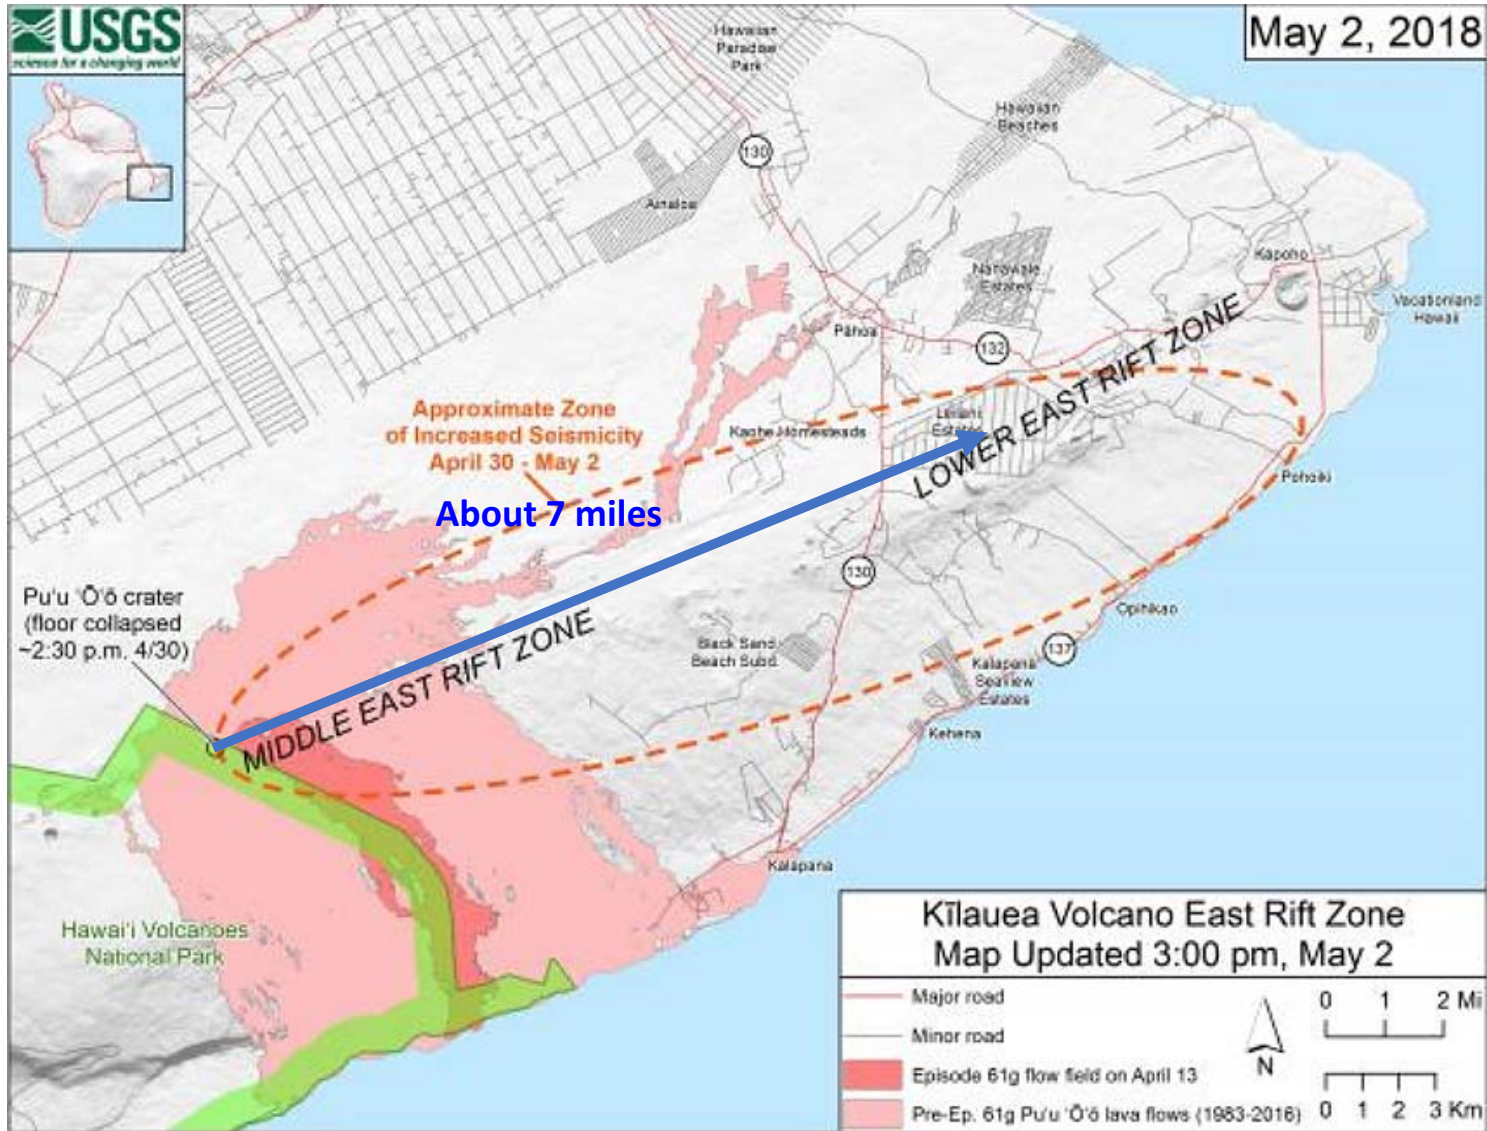 USGS
science for a changing world
May 2, 2018
Hawaiian
Paradise
Park
Hawaiian
Beaches
130
Ainaloa
Kapoho
Nanawale
Estates
Vacationland
Hawaii
Pāhoa
132
Approximate Zone
of Increased Seismicity
April 30 - May 2
Kaohe Homesteads
Leilani
Estates
LOWER EAST RIFT ZONE
Pohoiki
About 7 miles
130
Pu'u 'Ō'ō crater
(floor collapsed
~2:30 p.m. 4/30)
Opihikao
MIDDLE EAST RIFT ZONE
Black Sand
Beach Subd.
137
Kalapana
Seaview
Estates
Kehena
Kalapana
Hawai'i Volcanoes
National Park
Kīlauea Volcano East Rift Zone
Map Updated 3:00 pm, May 2
Major road
Minor road
Episode 61g flow field on April 13
Pre-Ep. 61g Pu'u 'Ō'ō lava flows (1983-2016)
N
0 1 2 Mi
0 1 2 3 Km